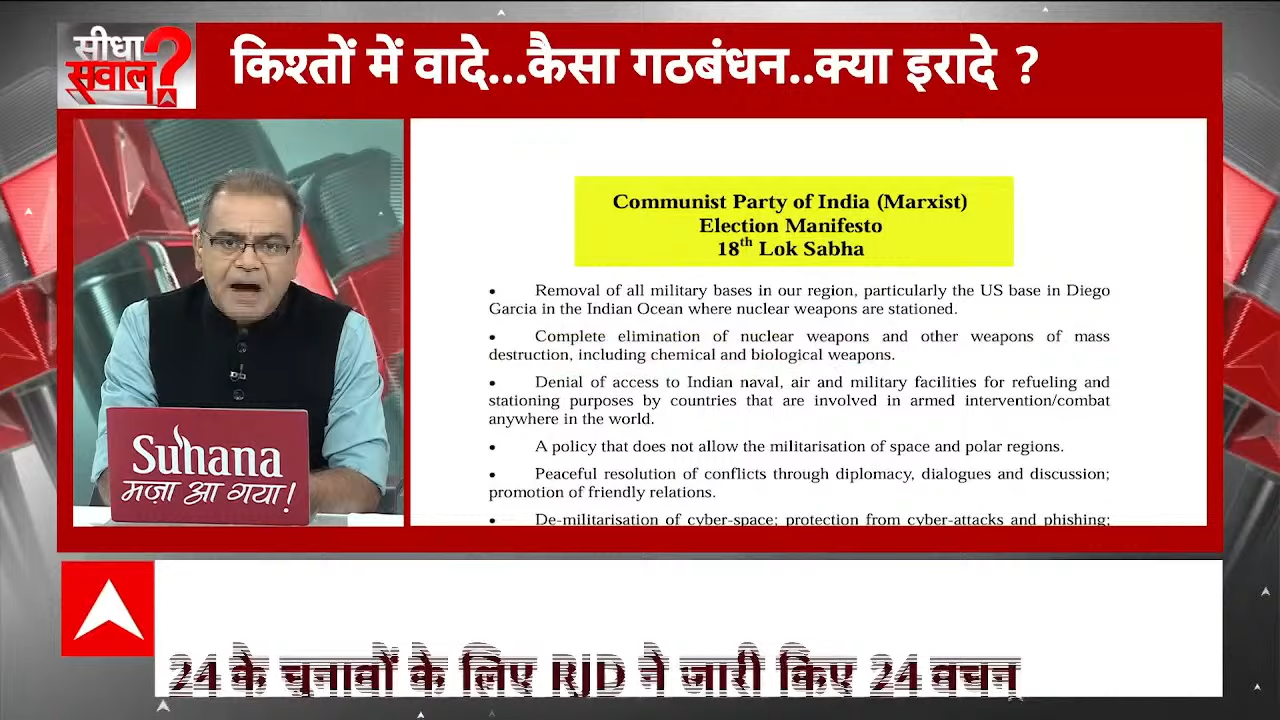 सीधा
सवाल?
किश्तों में वादे...कैसा गठबंधन..क्या इरादे ?
Suhana
मज़ा आ गया!
Communist Party of India (Marxist)
Election Manifesto
18th Lok Sabha
• Removal of all military bases in our region, particularly the US base in Diego
Garcia in the Indian Ocean where nuclear weapons are stationed.
• Complete elimination of nuclear weapons and other weapons of mass
destruction, including chemical and biological weapons.
• Denial of access to Indian naval, air and military facilities for refueling and
stationing purposes by countries that are involved in armed intervention/combat
anywhere in the world.
• A policy that does not allow the militarisation of space and polar regions.
• Peaceful resolution of conflicts through diplomacy, dialogues and discussion;
promotion of friendly relations.
• De-militarisation of cyber-space; protection from cyber-attacks and phishing;
24 के चुनावों के लिए RJD ने जारी किए 24 वचन